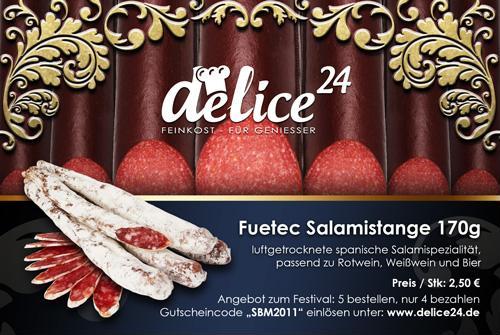 delice24
FEINKOST - FÜR GENIESSER
Fuetec Salamistange 170g
luftgetrocknete spanische Salamispezialität,
passend zu Rotwein, Weißwein und Bier
Preis / Stk: 2,50 €
Angebot zum Festival: 5 bestellen, nur 4 bezahlen
Gutscheincode „SBM2011“ einlösen unter: www.delice24.de